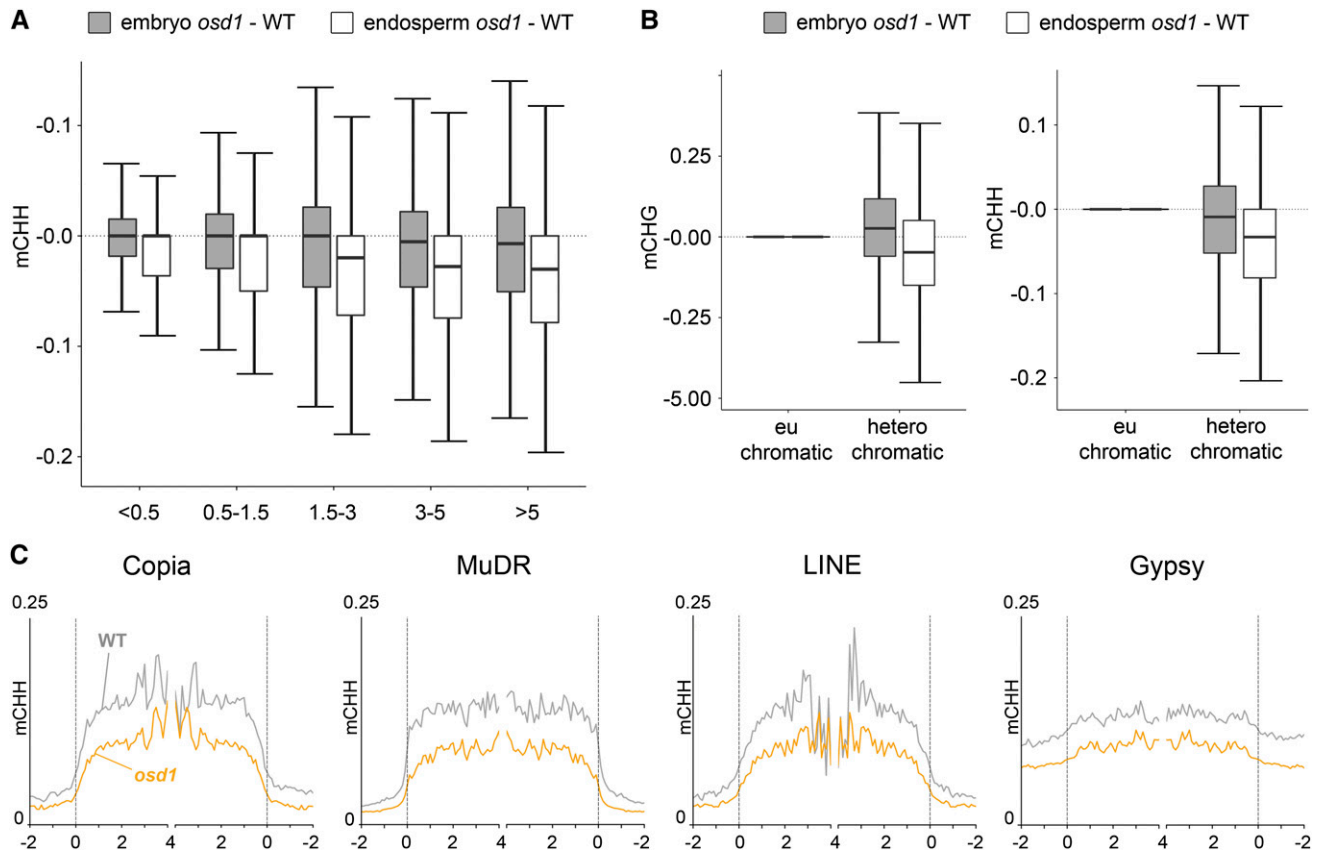 A
embryo osd1 - WT
endosperm osd1 - WT
mCHH
-0.1
-0.0
-0.1
-0.2
<0.5
0.5-1.5
1.5-3
3-5
>5
B
embryo osd1 - WT
endosperm osd1 - WT
mCHG
0.25
-0.00
-0.25
-5.00
eu
chromatic
hetero
chromatic
mCHH
0.1
-0.0
-0.1
-0.2
eu
chromatic
hetero
chromatic
C
Copia
0.25
mCHH
WT
osd1
0
-2 0 2 4 4 2 0 -2
MuDR
0.25
mCHH
0
-2 0 2 4 4 2 0 -2
LINE
0.25
mCHH
0
-2 0 2 4 4 2 0 -2
Gypsy
0.25
mCHH
0
-2 0 2 4 4 2 0 -2